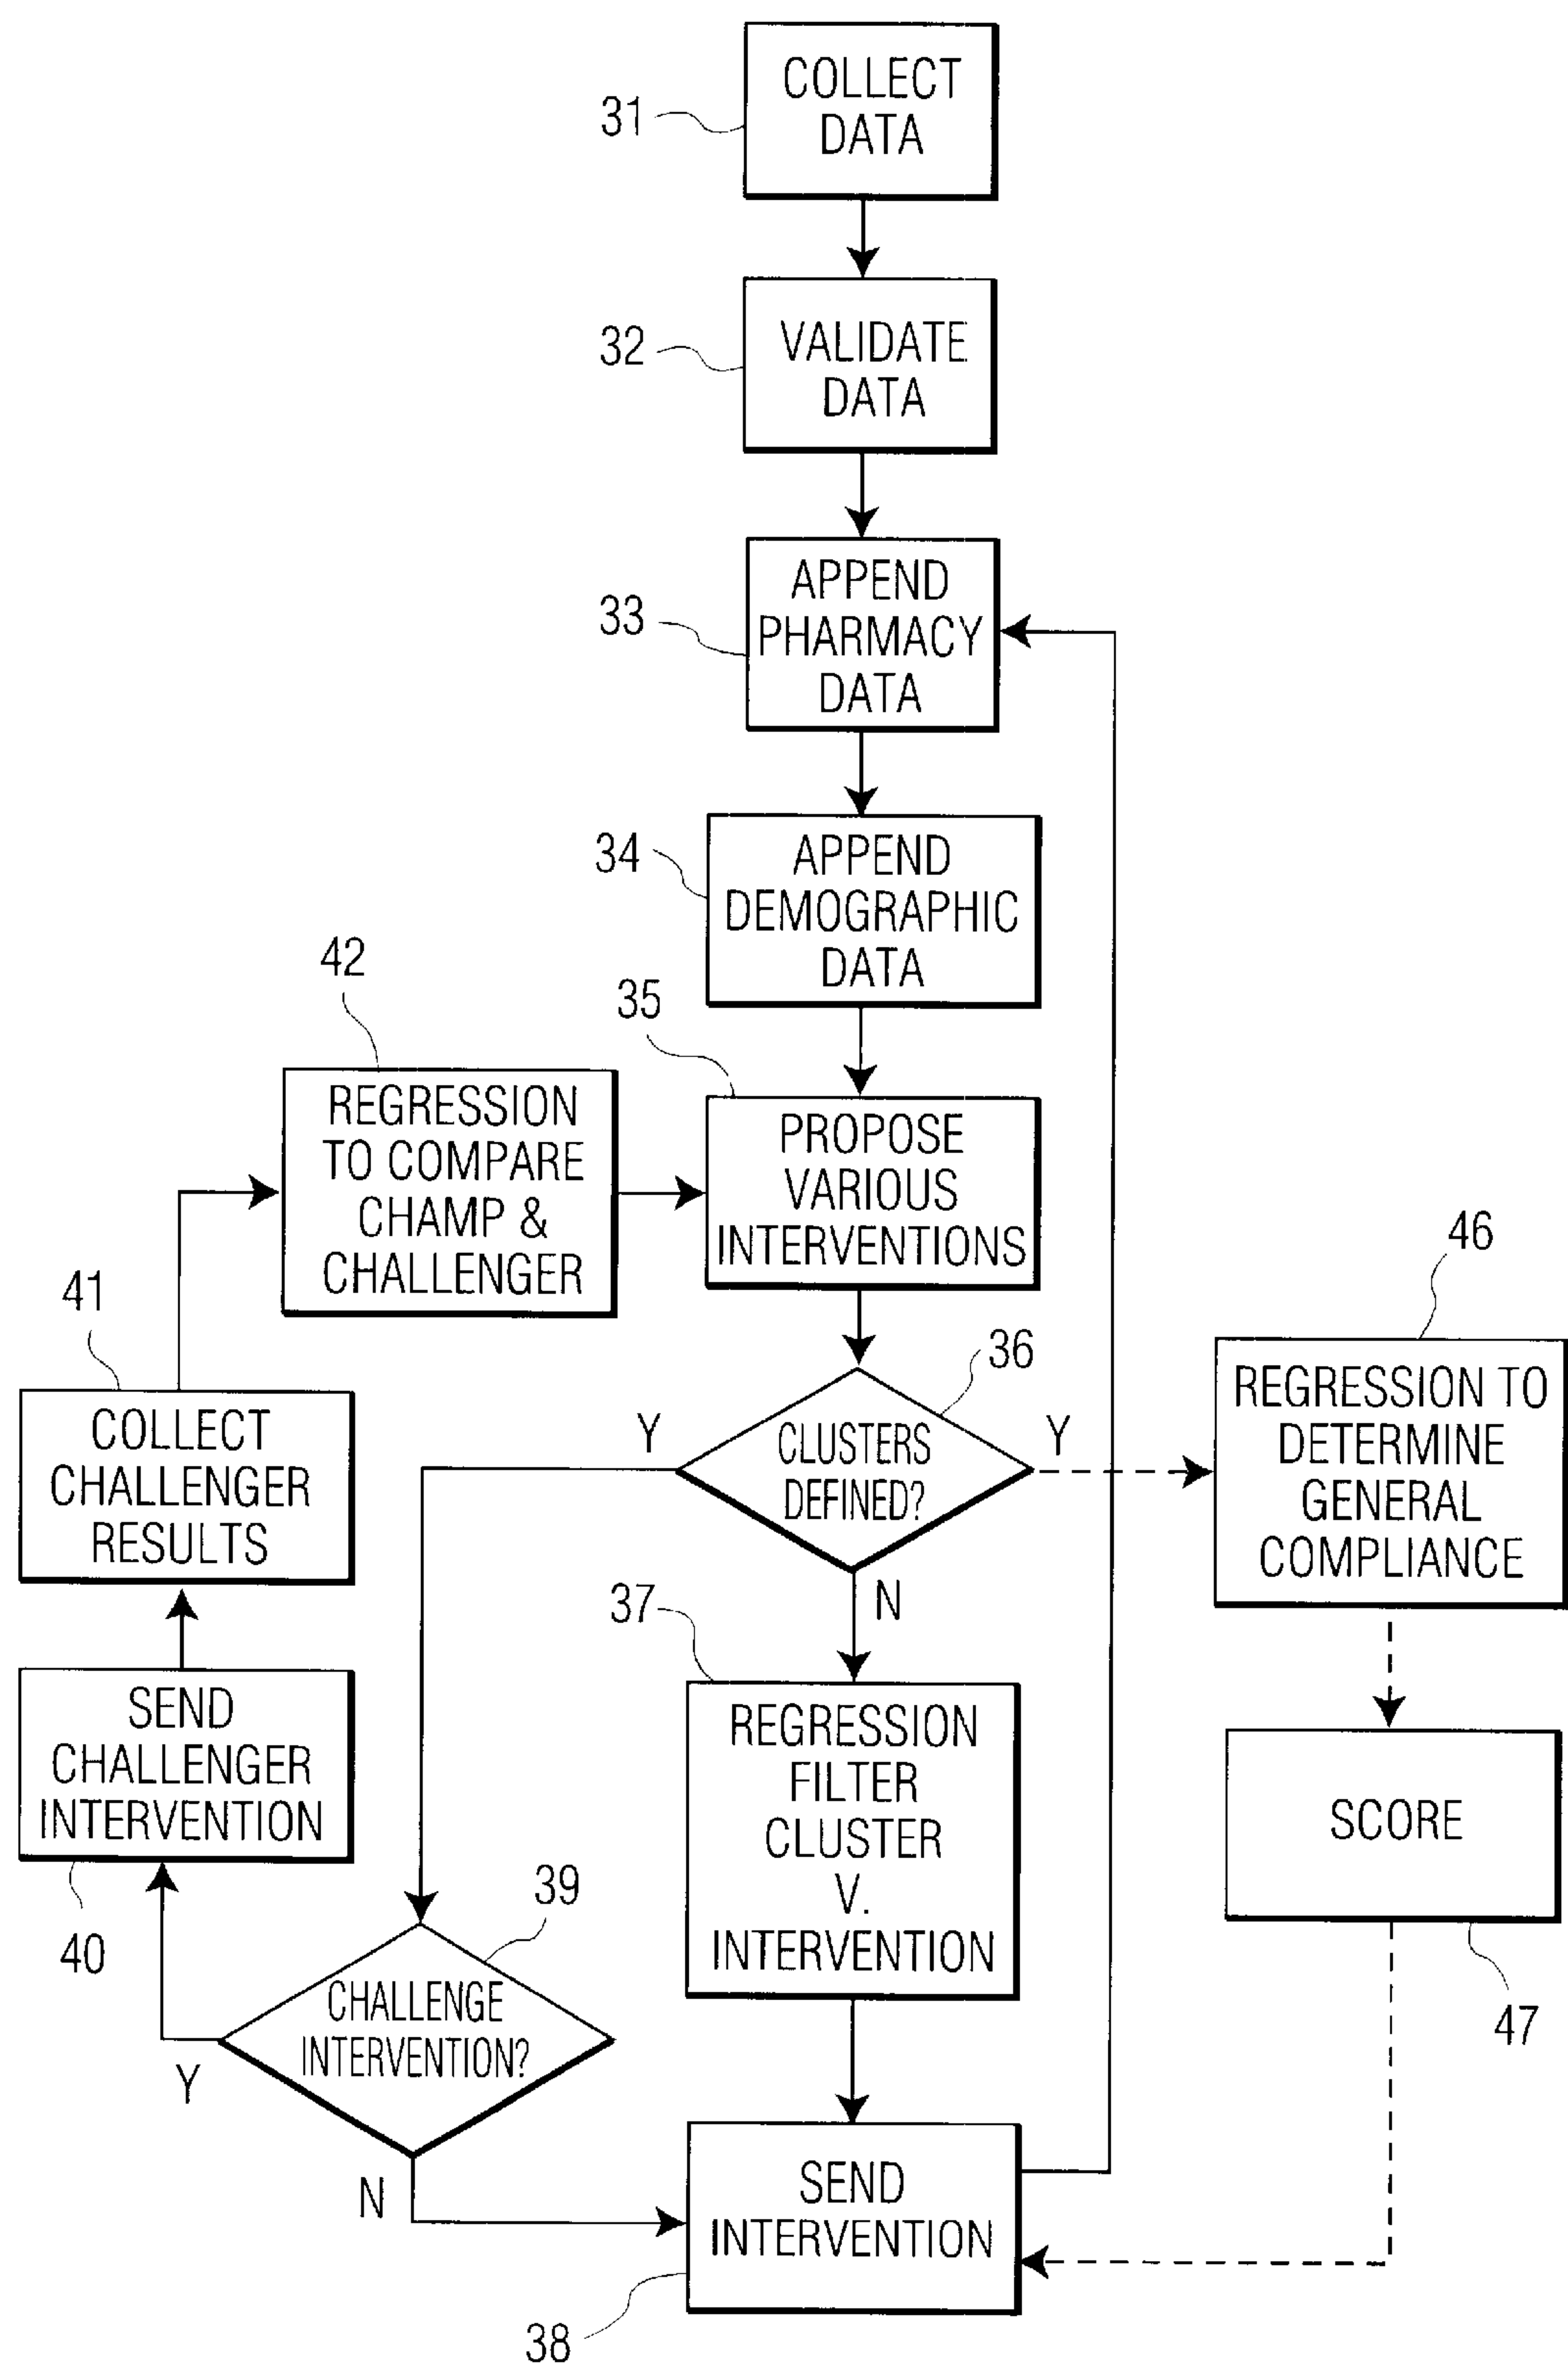 COLLECT
DATA
31
VALIDATE
DATA
32
APPEND
PHARMACY
DATA
33
APPEND
DEMOGRAPHIC
DATA
34
42
35
REGRESSION
TO COMPARE
CHAMP &
CHALLENGER
PROPOSE
VARIOUS
INTERVENTIONS
46
41
36
COLLECT
CHALLENGER
RESULTS
Y
CLUSTERS
DEFINED?
Y
REGRESSION TO
DETERMINE
GENERAL
COMPLIANCE
N
37
SEND
CHALLENGER
INTERVENTION
REGRESSION
FILTER
CLUSTER
V.
INTERVENTION
SCORE
39
40
47
CHALLENGE
INTERVENTION?
Y
N
SEND
INTERVENTION
38